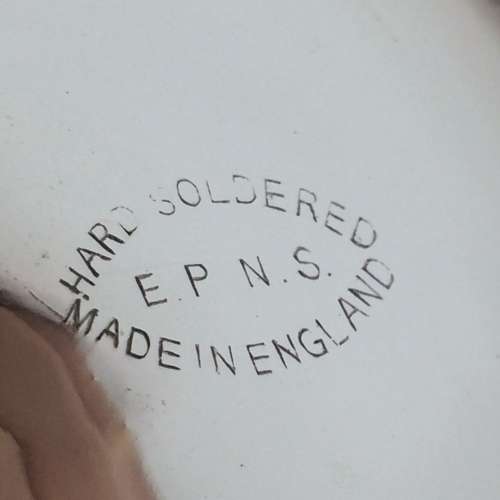 HARD SOLDERED
E.P N.S.
MADE IN ENGLAND